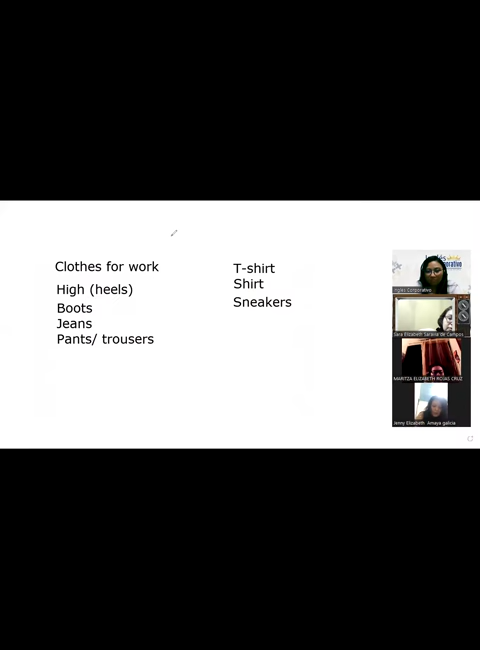 Clothes for work
High (heels)
Boots
Jeans
Pants/ trousers
T-shirt
Shirt
Sneakers
Inglés Corporativo
Sara Elizabeth Saravia de Campos
MARITZA ELIZABETH ROJAS CRUZ
Jenny Elizabeth Amaya galicia